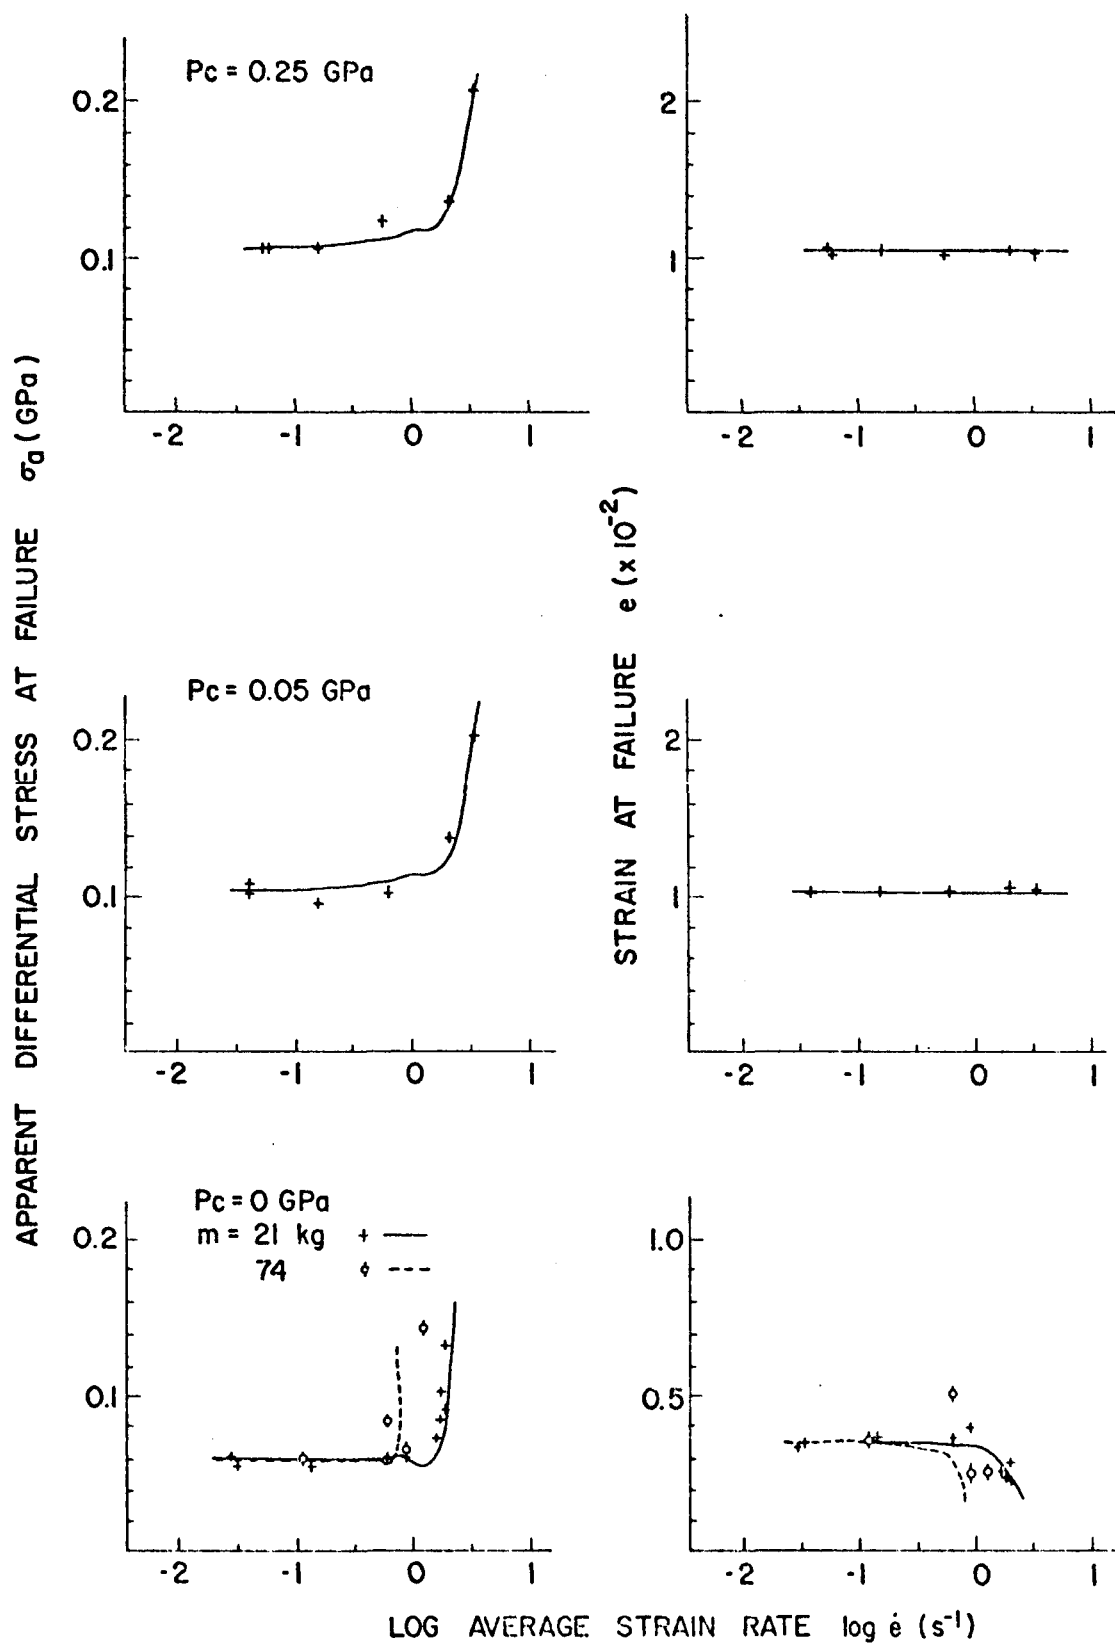 Pc = 0.25 GPa
0.2
0.1
-2 -1 0 1
2
1
-2 -1 0 1
APPARENT DIFFERENTIAL STRESS AT FAILURE σa (GPa)
STRAIN AT FAILURE e (x 10⁻²)
Pc = 0.05 GPa
0.2
0.1
-2 -1 0 1
2
1
-2 -1 0 1
Pc = 0 GPa
m = 21 kg
74
0.2
0.1
-2 -1 0 1
1.0
0.5
-2 -1 0 1
LOG AVERAGE STRAIN RATE log ė (s⁻¹)